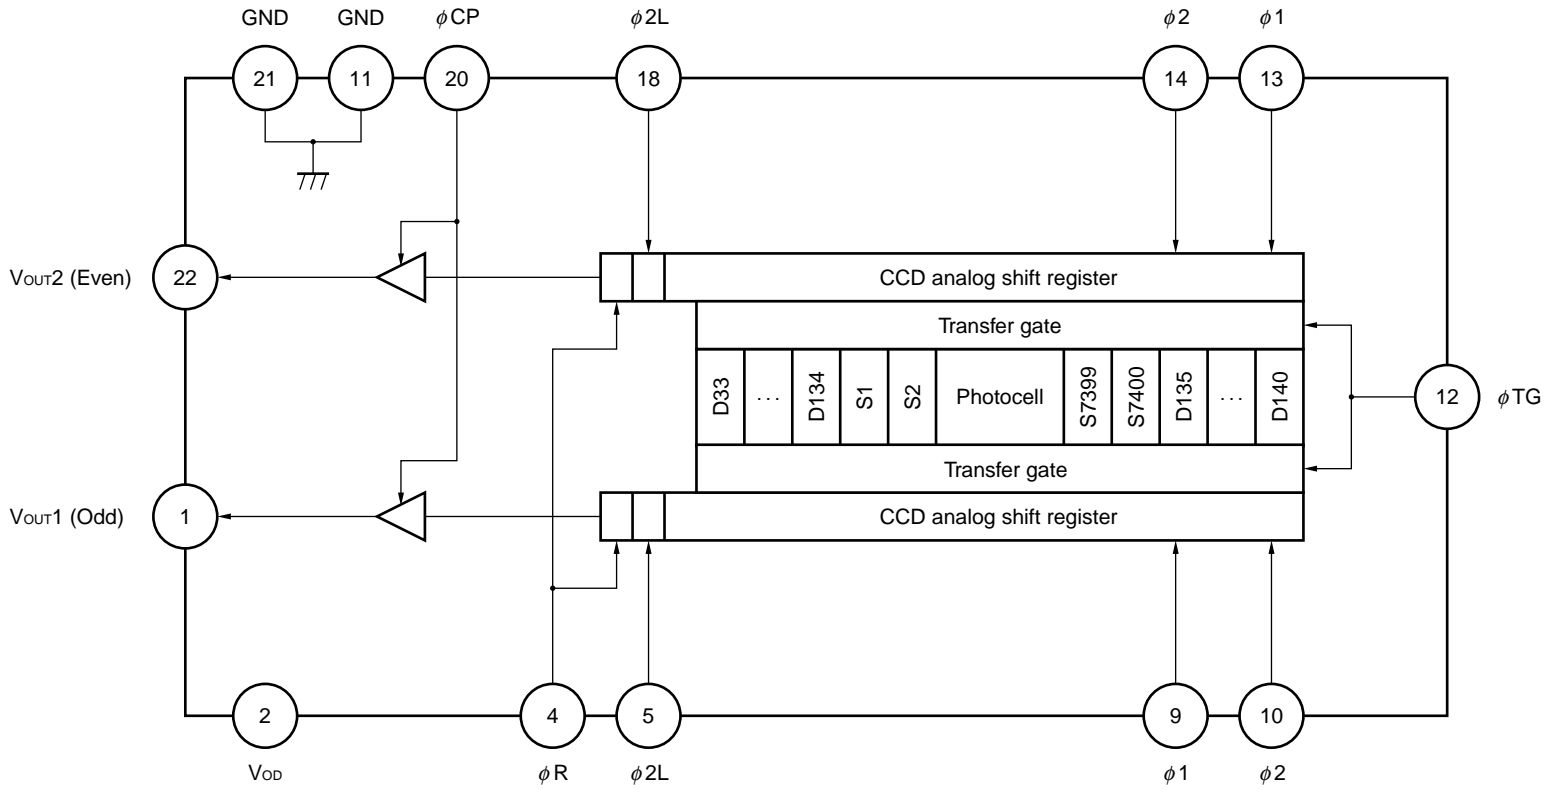 GND GND ϕCP ϕ2L ϕ2 ϕ1
21 11 20 18 14 13
VOUT2 (Even) 22 CCD analog shift register
Transfer gate
D33 ··· D134 S1 S2 Photocell S7399 S7400 D135 ··· D140 12 ϕTG
Transfer gate
VOUT1 (Odd) 1 CCD analog shift register
2 4 5 9 10
VOD ϕR ϕ2L ϕ1 ϕ2